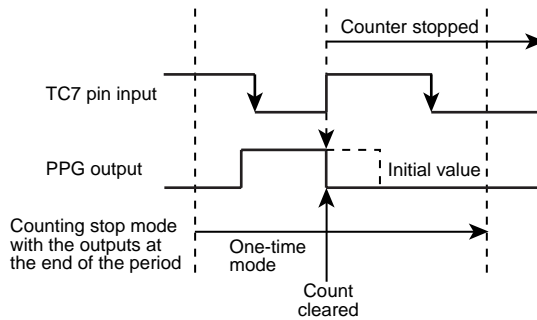 Counter stopped
TC7 pin input
PPG output
Initial value
Counting stop mode
with the outputs at
the end of the period
One-time
mode
Count
cleared